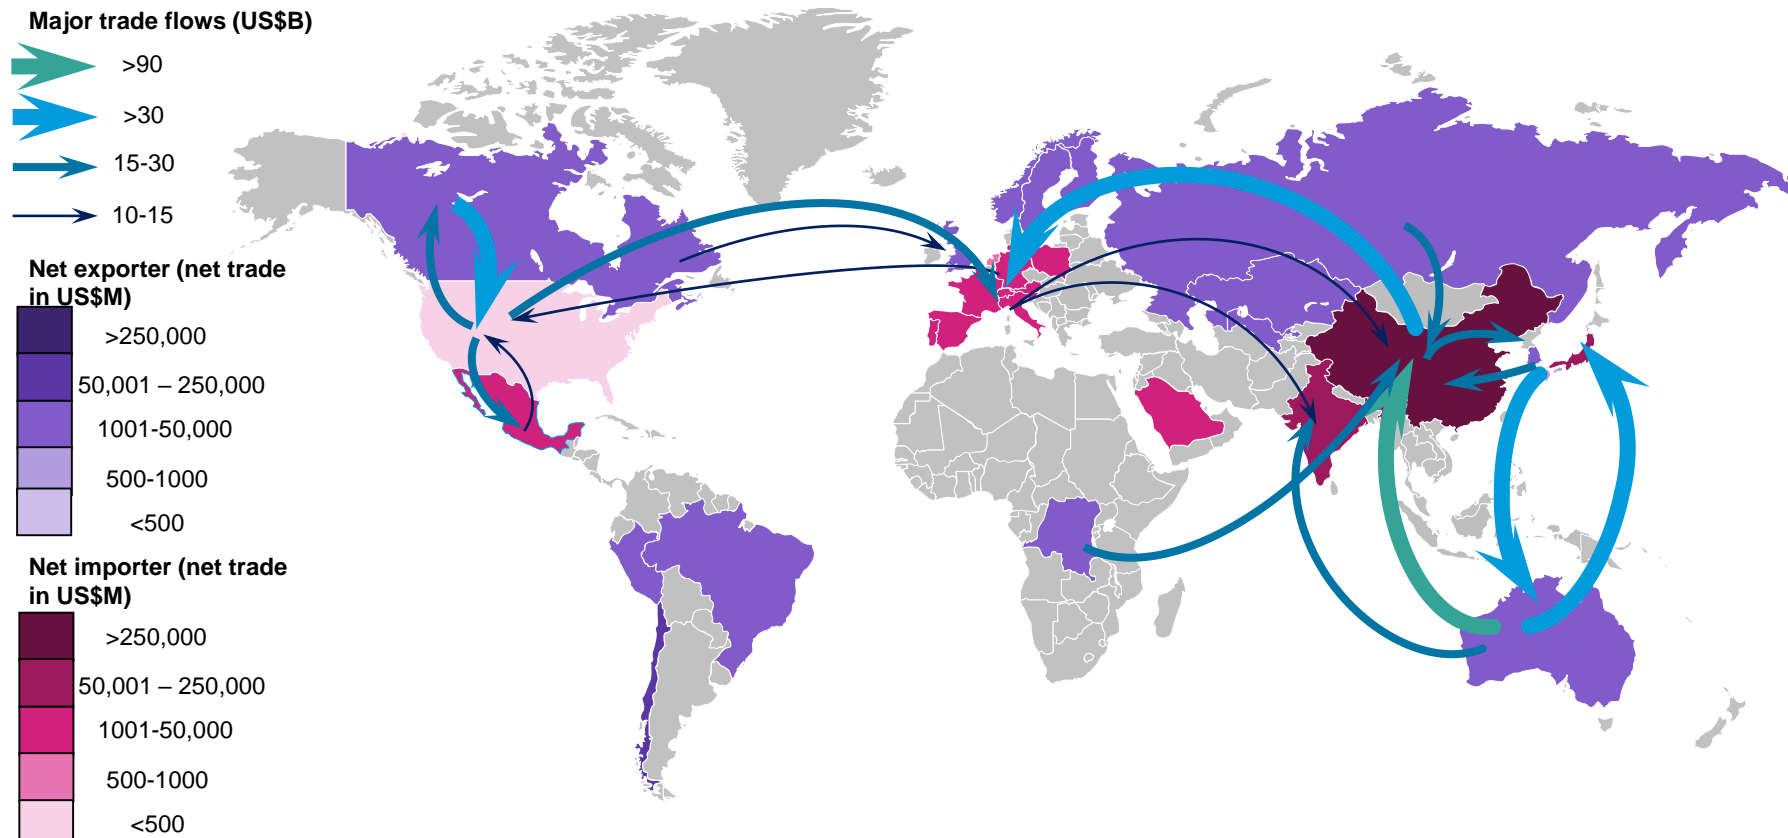 Major trade flows (US$B)
>90
>30
15-30
10-15
Net exporter (net trade
in US$M)
>250,000
50,001 – 250,000
1001-50,000
500-1000
<500
Net importer (net trade
in US$M)
>250,000
50,001 – 250,000
1001-50,000
500-1000
<500